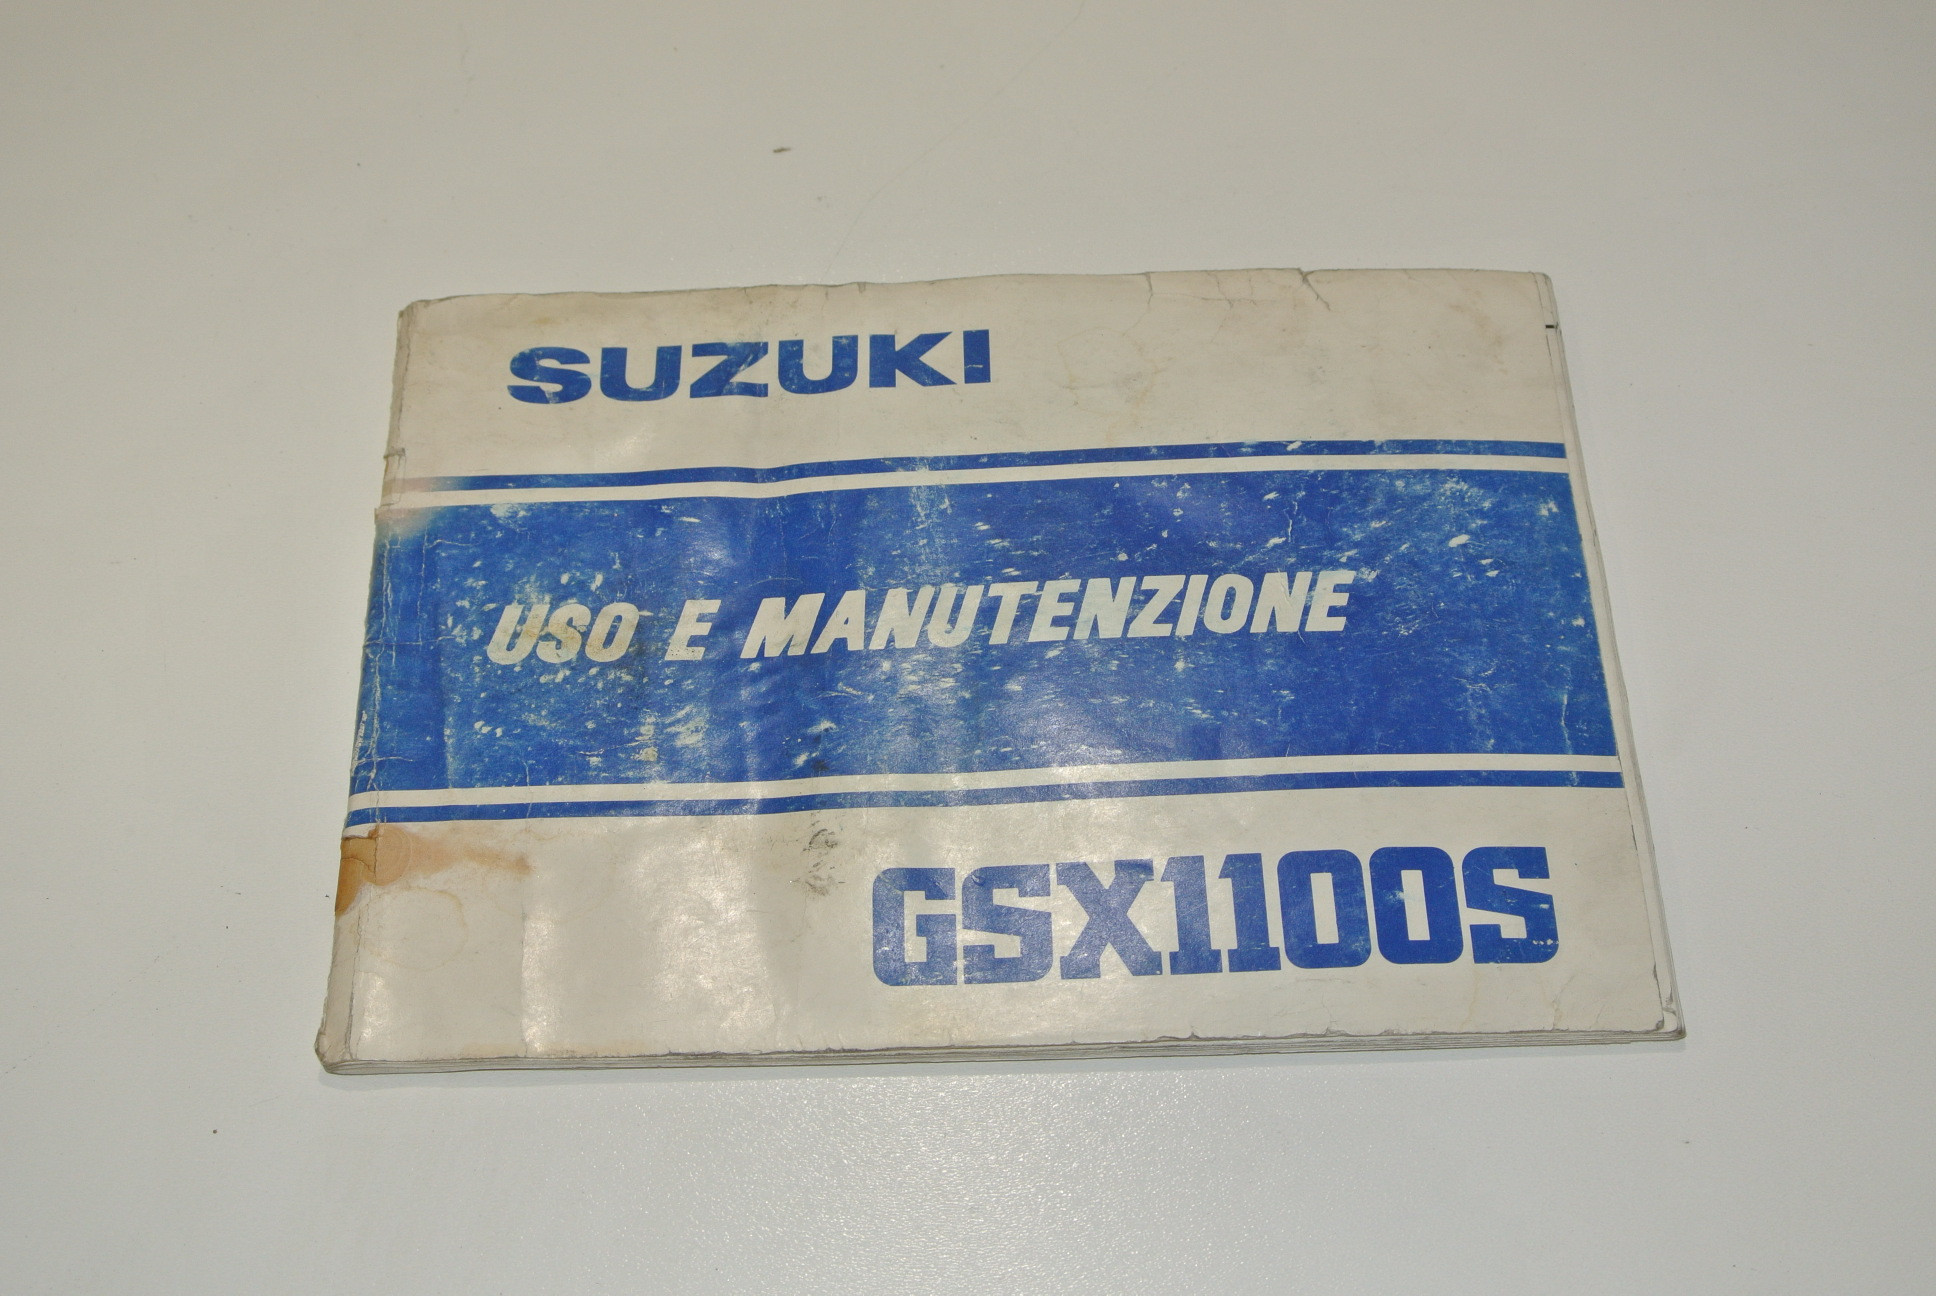 SUZUKI
USO E MANUTENZIONE
GSX1100S